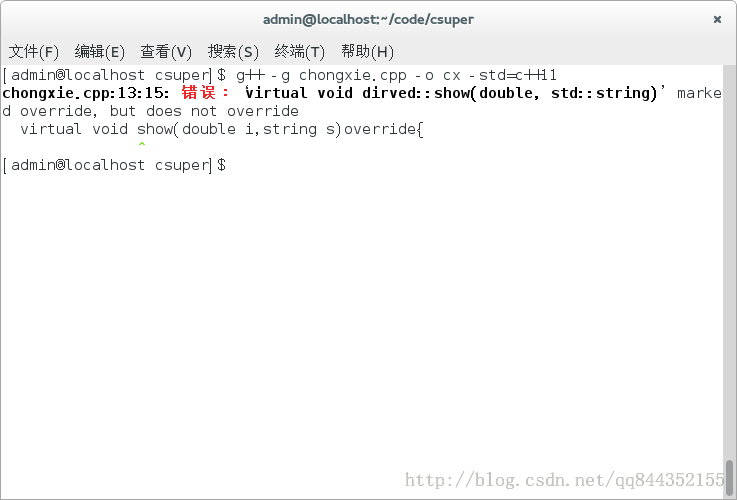 admin@localhost:~/code/csuper
文件(F) 编辑(E) 查看(V) 搜索(S) 终端(T) 帮助(H)
[admin@localhost csuper]$ g++ -g chongxie.cpp -o cx -std=c++11
chongxie.cpp:13:15: 错误：‘virtual void dirved::show(double, std::string)’ marke
d override, but does not override
  virtual void show(double i,string s)override{
               ^
[admin@localhost csuper]$
http://blog.csdn.net/qq844352155